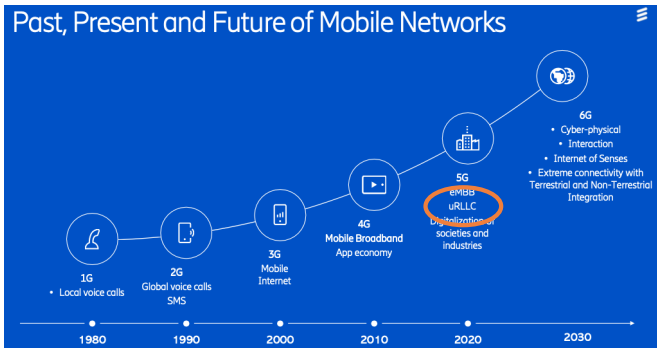 Past, Present and Future of Mobile Networks
1G
• Local voice calls
2G
Global voice calls
SMS
3G
Mobile
Internet
4G
Mobile Broadband
App economy
5G
eMBB
uRLLC
Digitalization of
societies and
industries
6G
• Cyber-physical
• Interaction
• Internet of Senses
• Extreme connectivity with
Terrestrial and Non-Terrestrial
Integration
1980
1990
2000
2010
2020
2030